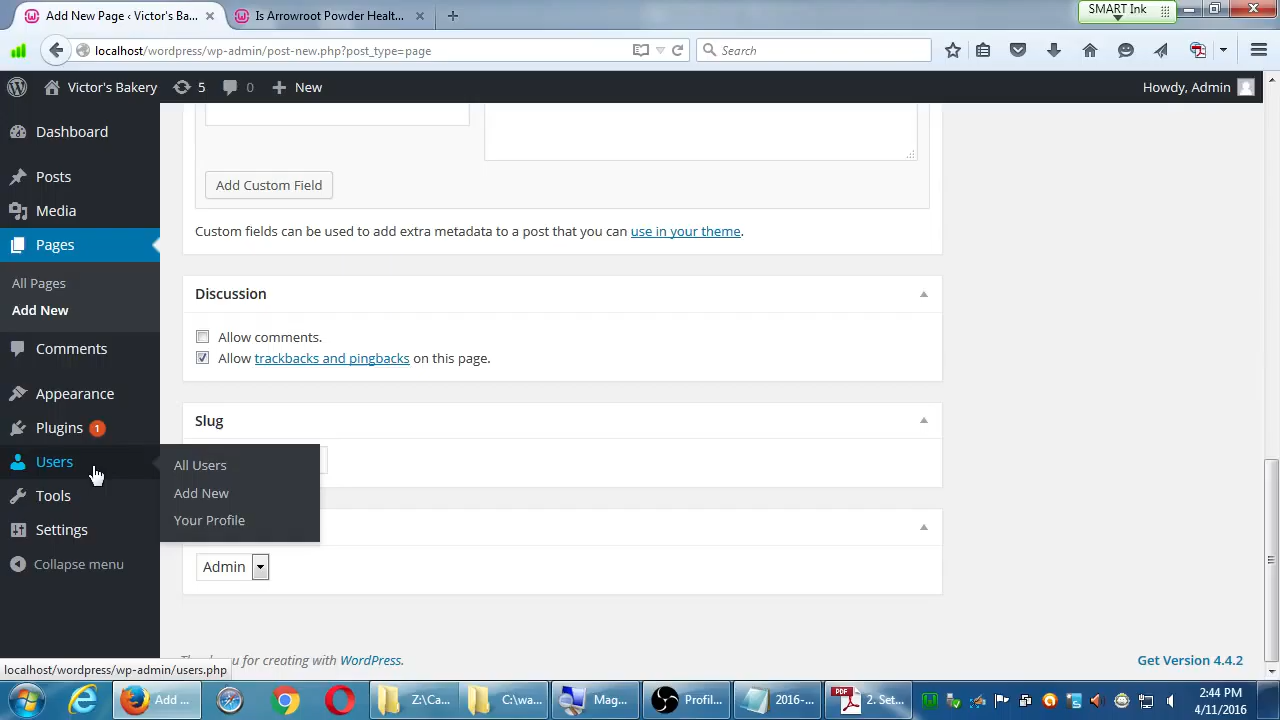 Add New Page ‹ Victor's Ba...
Is Arrowroot Powder Healt...
SMART Ink
localhost/wordpress/wp-admin/post-new.php?post_type=page
Search
Victor's Bakery
5
0
New
Howdy, Admin
Dashboard
Posts
Media
Pages
All Pages
Add New
Comments
Appearance
Plugins 1
Users
Tools
Settings
Collapse menu
All Users
Add New
Your Profile
Add Custom Field
Custom fields can be used to add extra metadata to a post that you can use in your theme.
Discussion
Allow comments.
Allow trackbacks and pingbacks on this page.
Slug
Admin
for creating with WordPress.
Get Version 4.4.2
localhost/wordpress/wp-admin/users.php
Add ...
Z:\Ca...
C:\wa...
Mag...
Profil...
2016-...
PDF
2. Set...
2:44 PM
4/11/2016